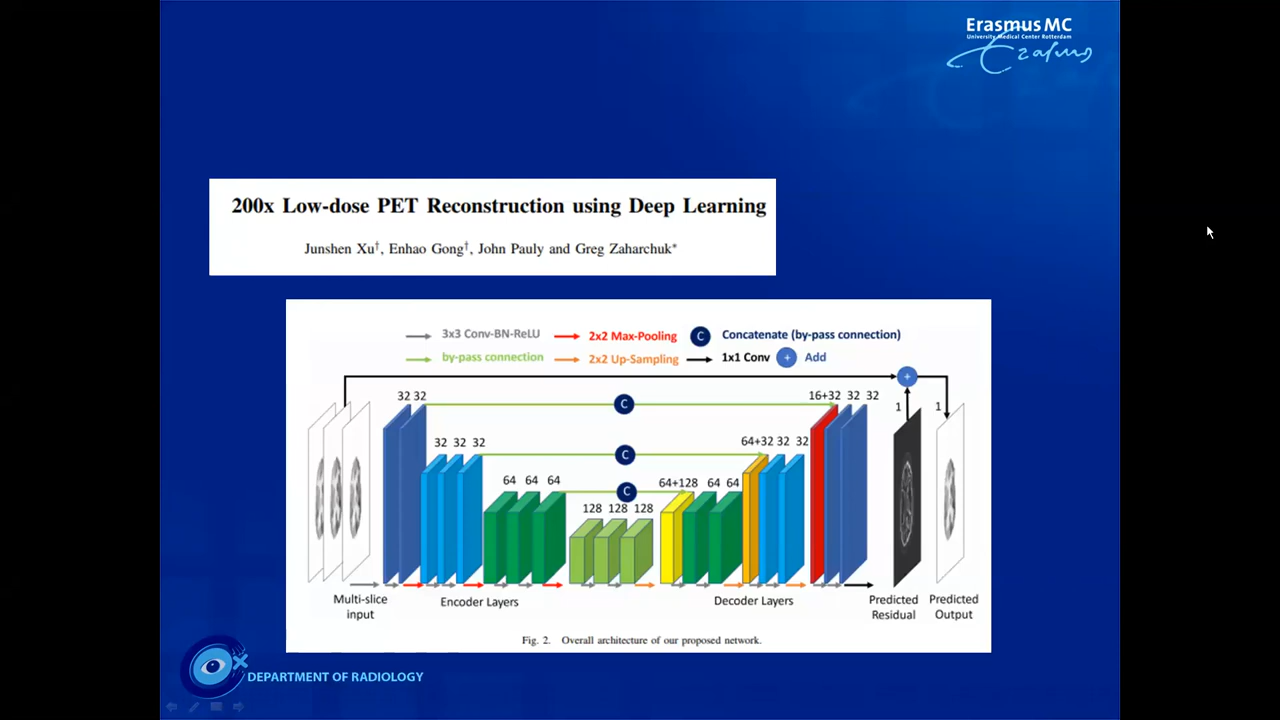 Erasmus MC
University Medical Center Rotterdam
Erasmus
200x Low-dose PET Reconstruction using Deep Learning
Junshen Xu†, Enhao Gong†, John Pauly and Greg Zaharchuk*
3x3 Conv-BN-ReLU 2x2 Max-Pooling C Concatenate (by-pass connection)
by-pass connection 2x2 Up-Sampling 1x1 Conv + Add
+
32 32 C 16+32 32 32 1 1
32 32 32 C 64+32 32 32
64 64 64 C 64+128 64 64
128 128 128
Multi-slice input Encoder Layers Decoder Layers Predicted Residual Predicted Output
Fig. 2. Overall architecture of our proposed network.
DEPARTMENT OF RADIOLOGY